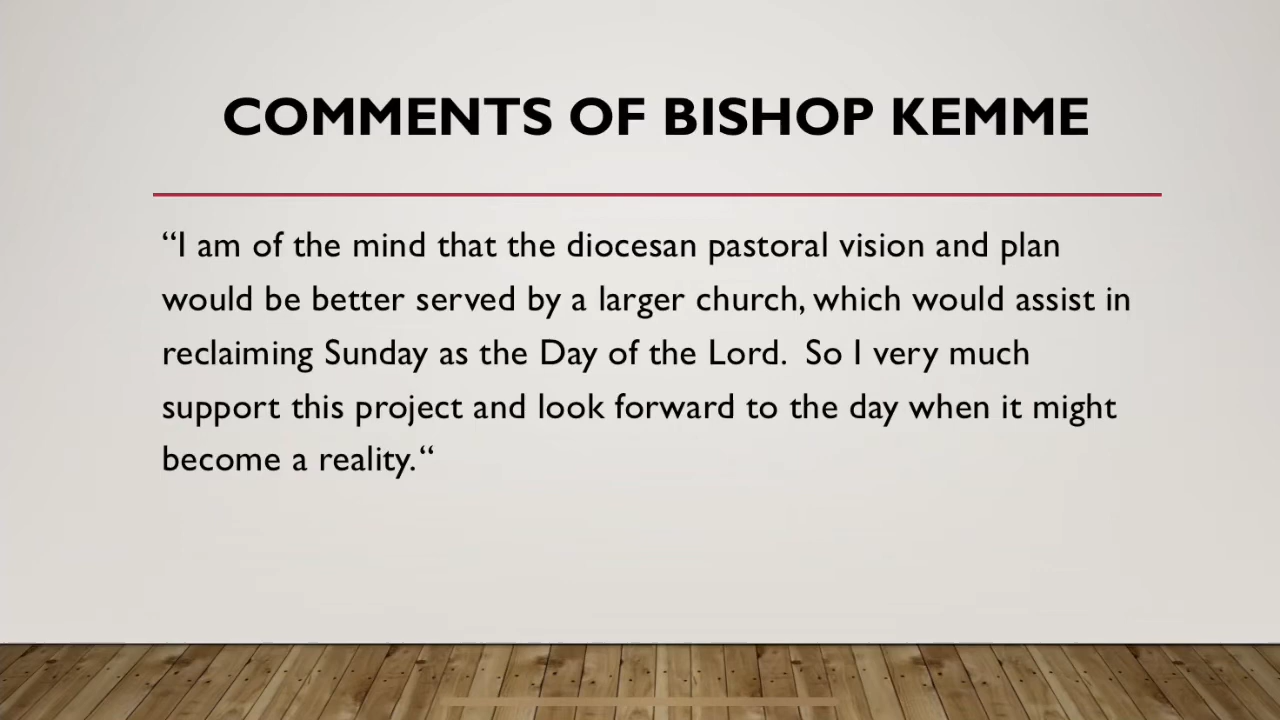 COMMENTS OF BISHOP KEMME
“I am of the mind that the diocesan pastoral vision and plan
would be better served by a larger church, which would assist in
reclaiming Sunday as the Day of the Lord.  So I very much
support this project and look forward to the day when it might
become a reality.“